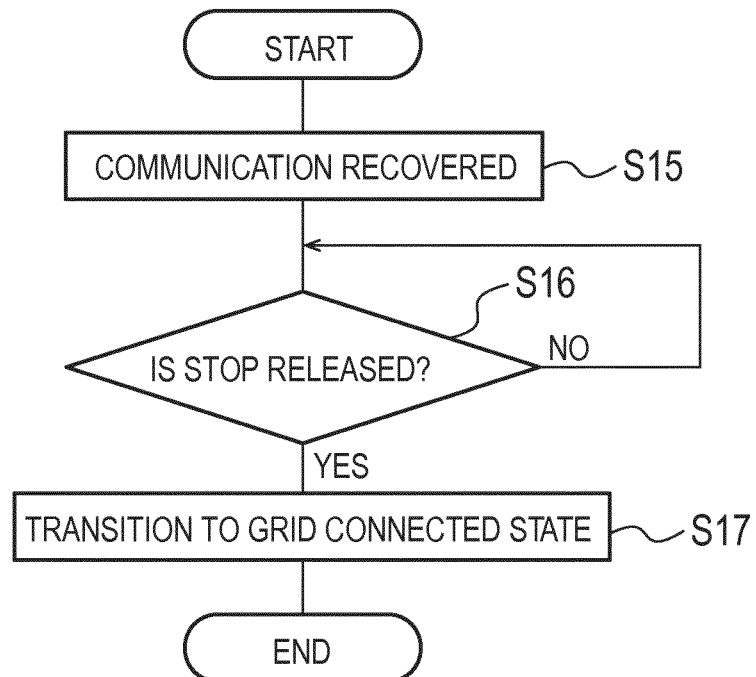 START
COMMUNICATION RECOVERED
S15
S16
IS STOP RELEASED?
NO
YES
TRANSITION TO GRID CONNECTED STATE
S17
END